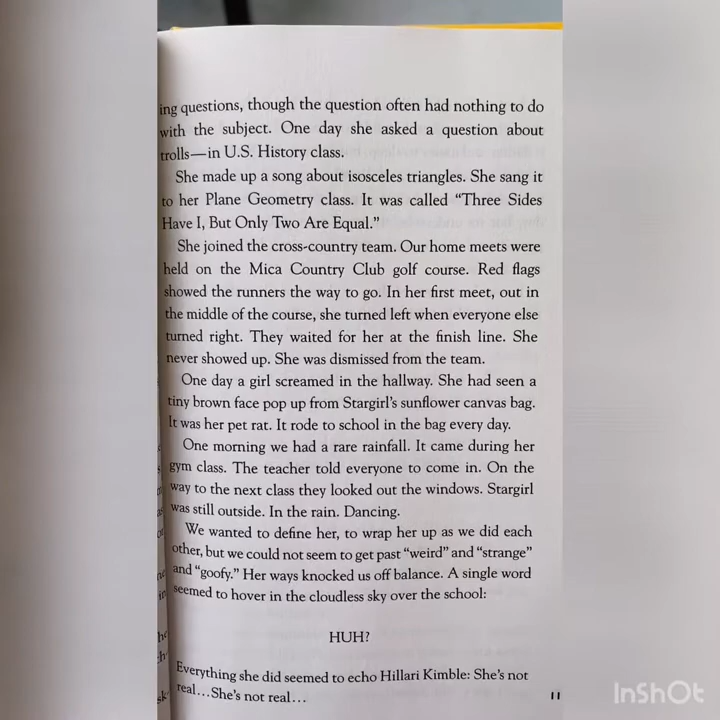 ing questions, though the question often had nothing to do
with the subject. One day she asked a question about
trolls—in U.S. History class.
She made up a song about isosceles triangles. She sang it
to her Plane Geometry class. It was called “Three Sides
Have I, But Only Two Are Equal.”
She joined the cross-country team. Our home meets were
held on the Mica Country Club golf course. Red flags
showed the runners the way to go. In her first meet, out in
the middle of the course, she turned left when everyone else
turned right. They waited for her at the finish line. She
never showed up. She was dismissed from the team.
One day a girl screamed in the hallway. She had seen a
tiny brown face pop up from Stargirl’s sunflower canvas bag.
It was her pet rat. It rode to school in the bag every day.
One morning we had a rare rainfall. It came during her
gym class. The teacher told everyone to come in. On the
way to the next class they looked out the windows. Stargirl
was still outside. In the rain. Dancing.
We wanted to define her, to wrap her up as we did each
other, but we could not seem to get past “weird” and “strange”
and “goofy.” Her ways knocked us off balance. A single word
seemed to hover in the cloudless sky over the school:
HUH?
Everything she did seemed to echo Hillari Kimble: She’s not
real…She’s not real…
11
InShOt